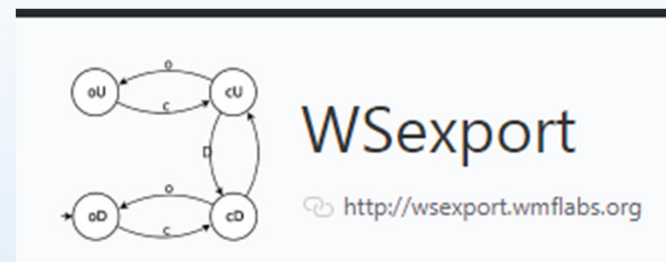 o
oU
cU
c
WSexport
D
o
http://wsexport.wmflabs.org
oD
cD
c